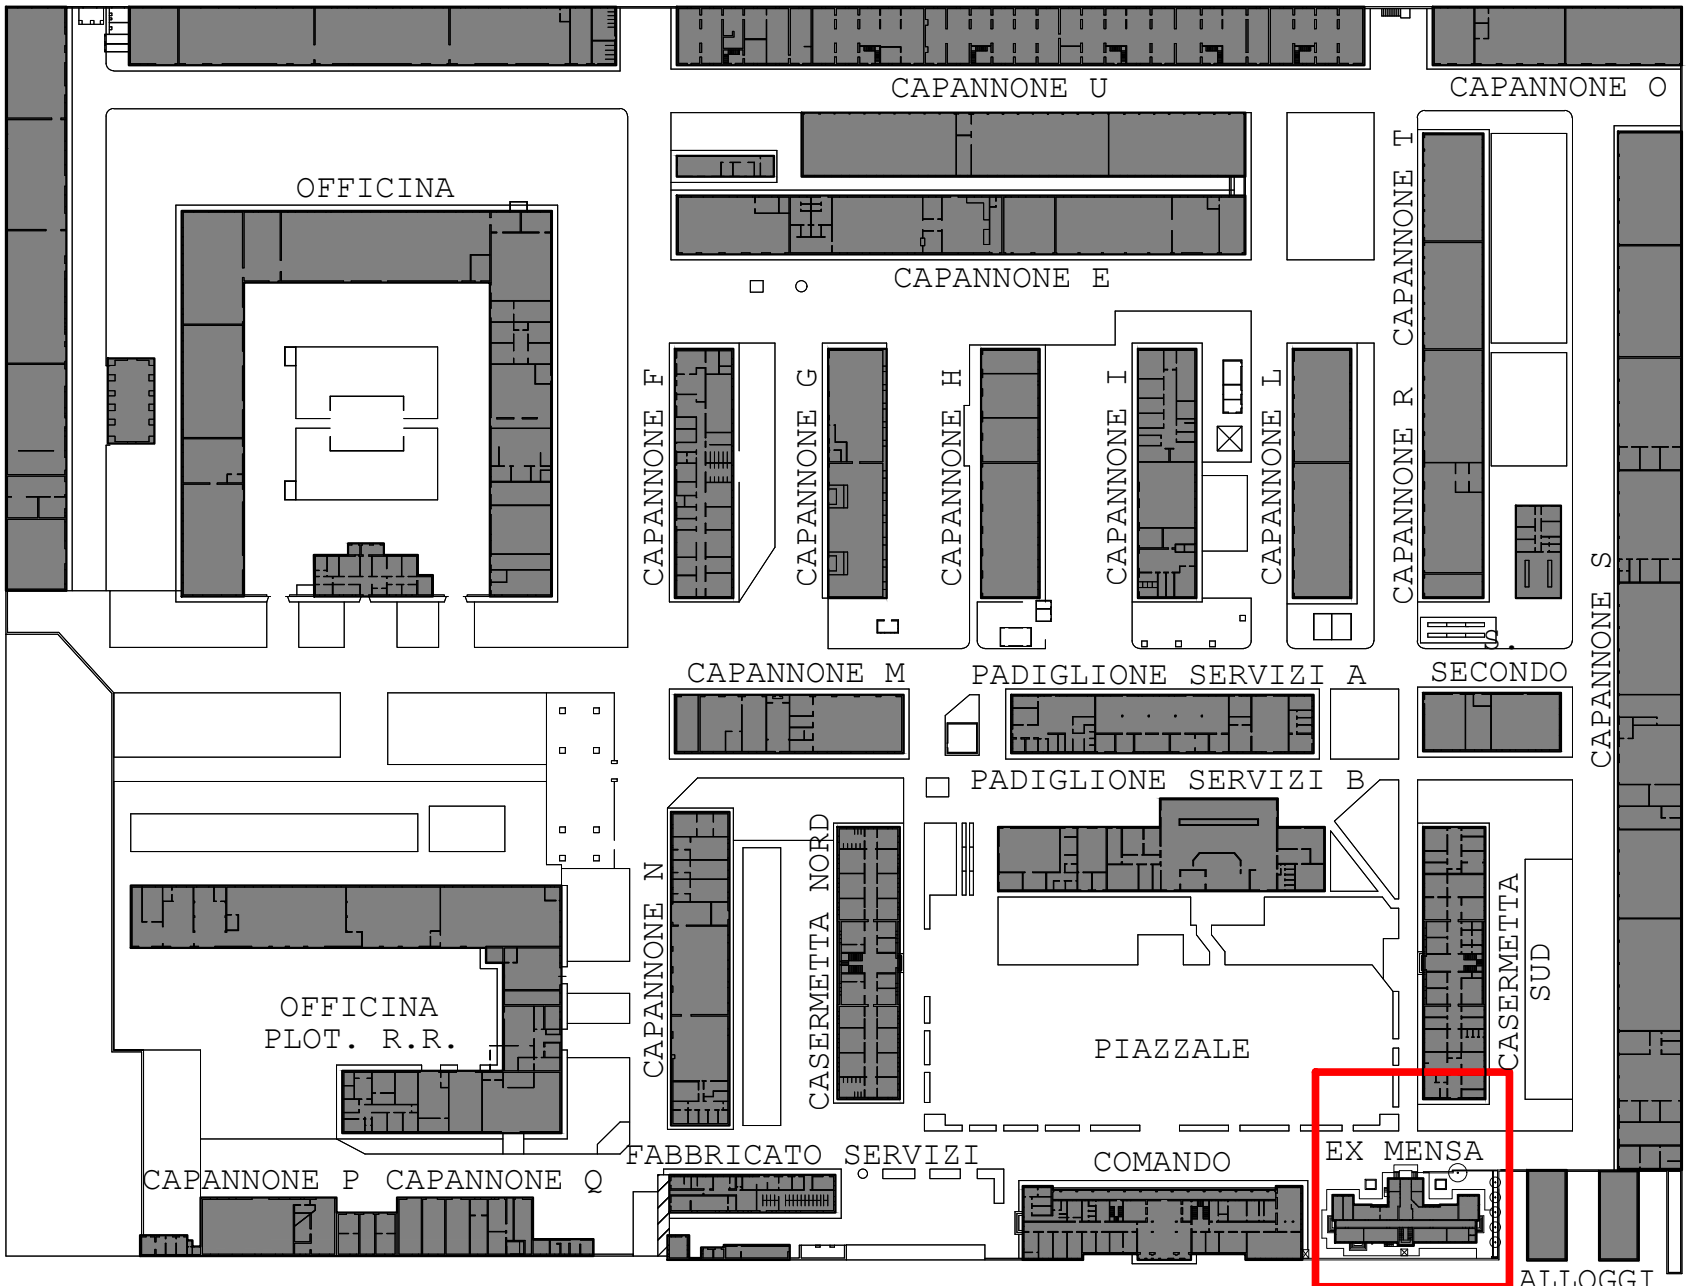 CAPANNONE U
CAPANNONE O
OFFICINA
CAPANNONE T
CAPANNONE E
CAPANNONE F
CAPANNONE G
CAPANNONE H
CAPANNONE I
CAPANNONE L
CAPANNONE R
CAPANNONE S
S.
CAPANNONE M
PADIGLIONE SERVIZI A
SECONDO
PADIGLIONE SERVIZI B
CAPANNONE N
CASERMETTA NORD
CASERMETTA
SUD
OFFICINA
PLOT. R.R.
PIAZZALE
FABBRICATO SERVIZI
COMANDO
EX MENSA
CAPANNONE P
CAPANNONE Q
ALLOGGI